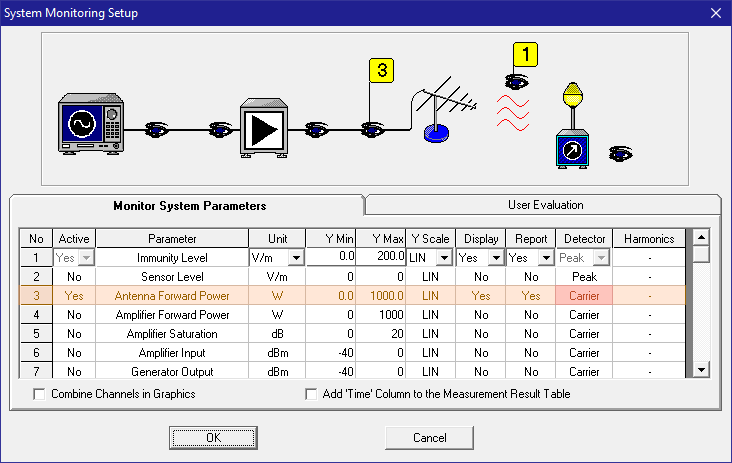 System Monitoring Setup
1
3
Monitor System Parameters User Evaluation
No Active Parameter Unit Y Min Y Max Y Scale Display Report Detector Harmonics
1 Yes Immunity Level V/m 0.0 200.0 LIN Yes Yes Peak -
2 No Sensor Level V/m 0 0 LIN No No Peak -
3 Yes Antenna Forward Power W 0.0 1000.0 LIN Yes Yes Carrier -
4 No Amplifier Forward Power W 0 1000 LIN No No Carrier -
5 No Amplifier Saturation dB 0 20 LIN No No Carrier -
6 No Amplifier Input dBm -40 0 LIN No No Carrier -
7 No Generator Output dBm -40 0 LIN No No Carrier -
Combine Channels in Graphics Add 'Time' Column to the Measurement Result Table
OK Cancel